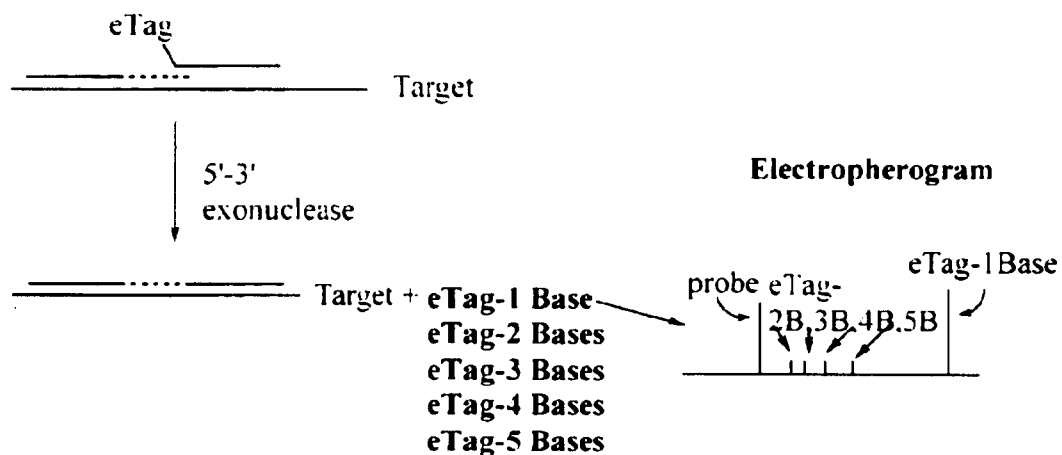 eTag
Target
5'-3'
exonuclease
Electropherogram
Target + eTag-1 Base
eTag-2 Bases
eTag-3 Bases
eTag-4 Bases
eTag-5 Bases
probe eTag-
2B,3B,4B,5B
eTag-1Base